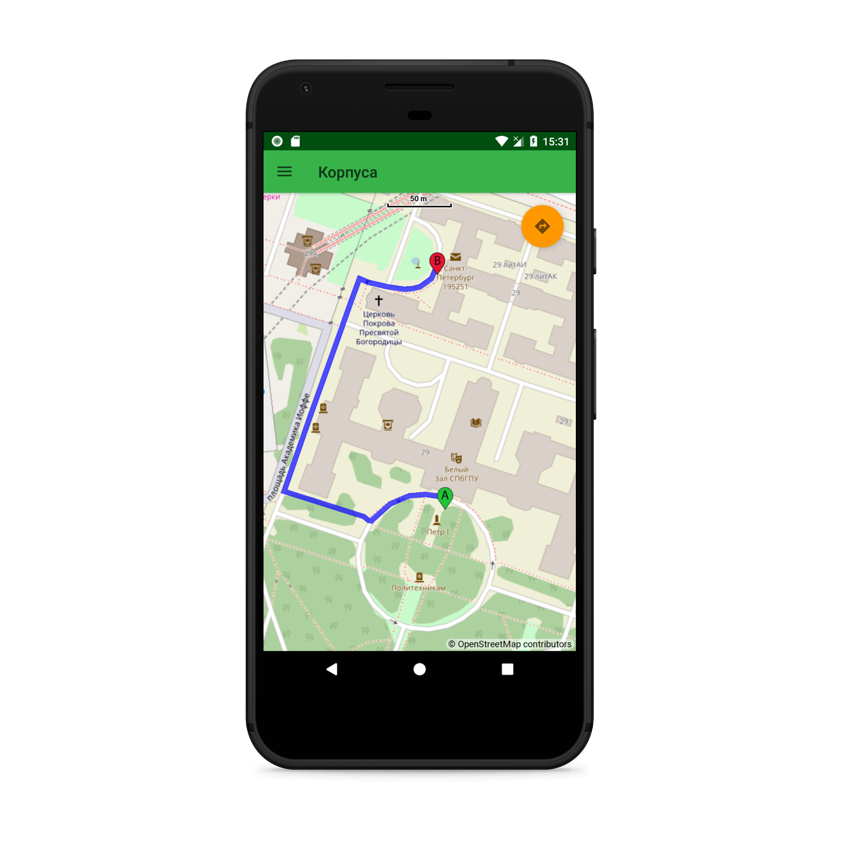 15:31
Корпуса
ерки
50 m
B
Санкт
Петербург
195251
29 литАИ
29 литАК
29
Церковь
Покрова
Пресвятой
Богородицы
площадь Академика Иоффе
29
29
Белый
Зал СПбГПУ
A
Петр I
Политехникам
© OpenStreetMap contributors